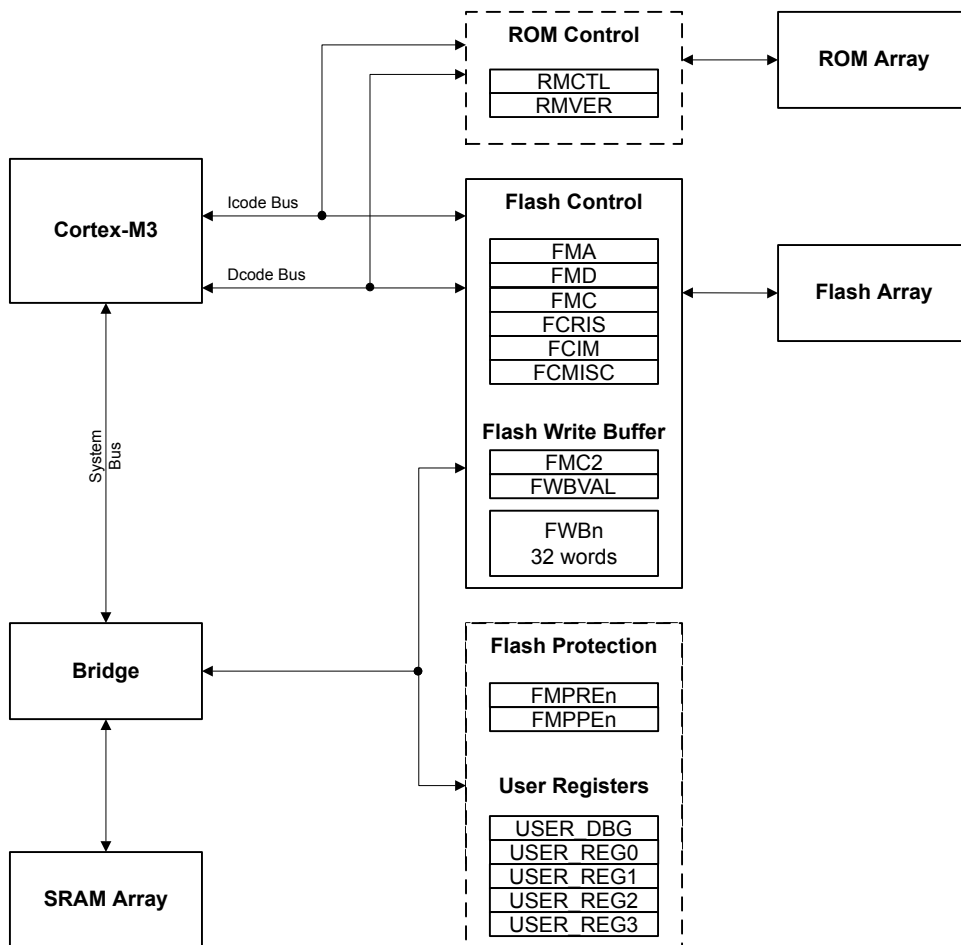 ROM Control
RMCTL
RMVER
ROM Array
Cortex-M3
Icode Bus
Dcode Bus
Flash Control
FMA
FMD
FMC
FCRIS
FCIM
FCMISC
Flash Array
Flash Write Buffer
FMC2
FWBVAL
FWBn
32 words
System
Bus
Bridge
Flash Protection
FMPREn
FMPPEn
User Registers
USER_DBG
USER_REG0
USER_REG1
USER_REG2
USER_REG3
SRAM Array